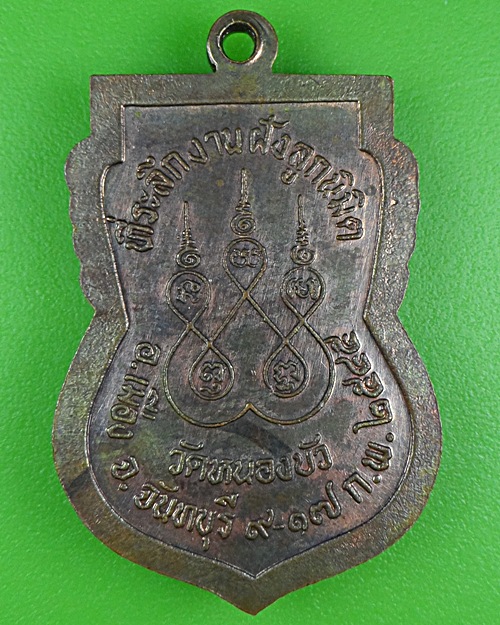 ที่ระลึกงานฝังลูกนิมิต
วัดหนองบัว
อ.เมือง จ.จันทบุรี ๙-๑๗ ก.พ.๒๕๕๕